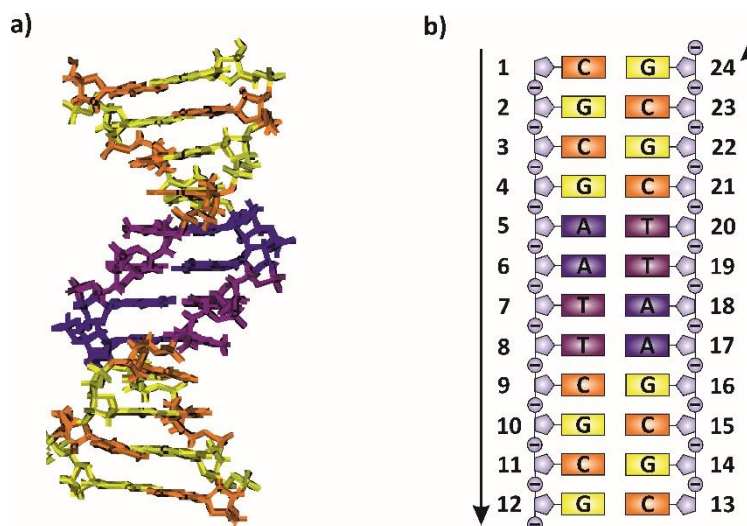 a)
b)
1 C G 24
2 G C 23
3 C G 22
4 G C 21
5 A T 20
6 A T 19
7 T A 18
8 T A 17
9 C G 16
10 G C 15
11 C G 14
12 G C 13